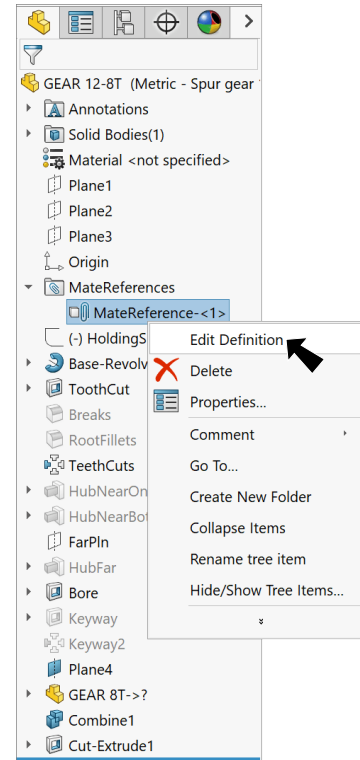 GEAR 12-8T (Metric - Spur gear
Annotations
Solid Bodies(1)
Material <not specified>
Plane1
Plane2
Plane3
Origin
MateReferences
MateReference-<1>
(-) HoldingS
Edit Definition
Base-Revolv
Delete
ToothCut
Properties...
Breaks
Comment
RootFillets
TeethCuts
Go To...
HubNearOn
Create New Folder
HubNearBot
Collapse Items
FarPln
Rename tree item
HubFar
Bore
Hide/Show Tree Items...
Keyway
Keyway2
Plane4
GEAR 8T->?
Combine1
Cut-Extrude1